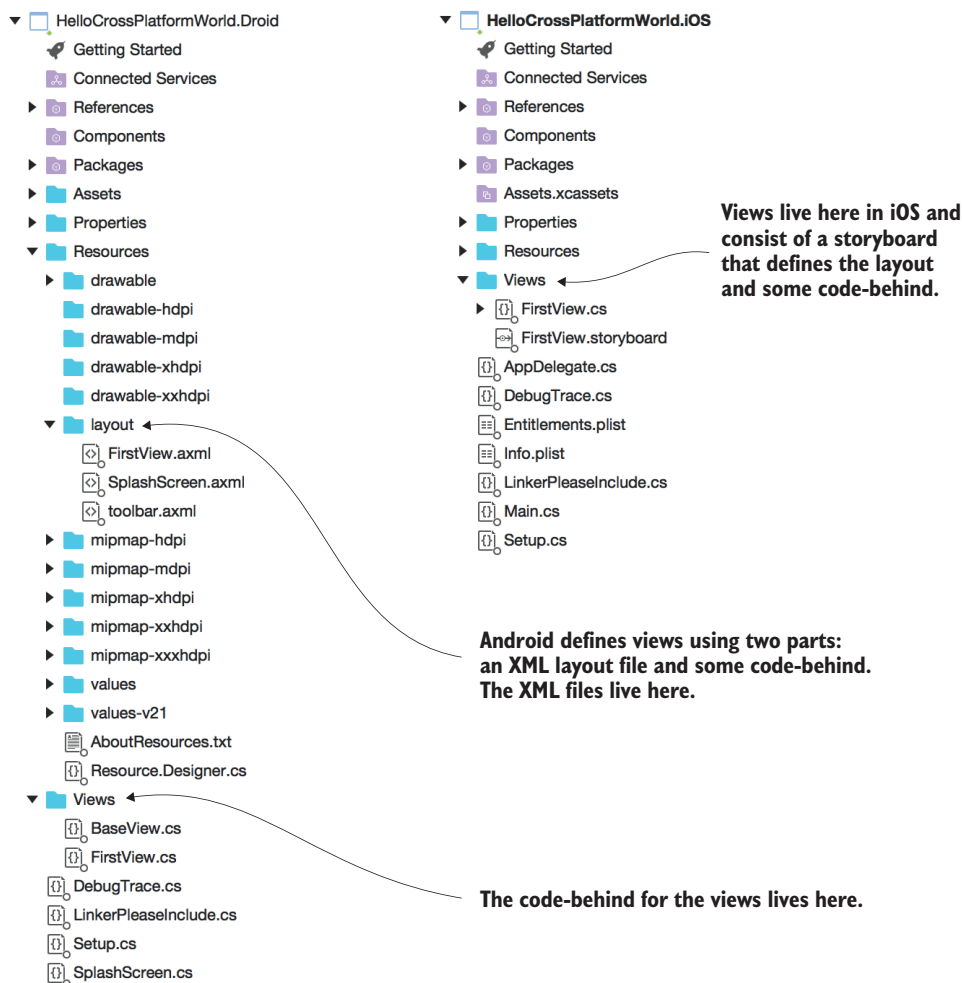 HelloCrossPlatformWorld.Droid
Getting Started
Connected Services
References
Components
Packages
Assets
Properties
Resources
drawable
drawable-hdpi
drawable-mdpi
drawable-xhdpi
drawable-xxhdpi
layout
FirstView.axml
SplashScreen.axml
toolbar.axml
mipmap-hdpi
mipmap-mdpi
mipmap-xhdpi
mipmap-xxhdpi
mipmap-xxxhdpi
values
values-v21
AboutResources.txt
Resource.Designer.cs
Views
BaseView.cs
FirstView.cs
DebugTrace.cs
LinkerPleaseInclude.cs
Setup.cs
SplashScreen.cs
HelloCrossPlatformWorld.iOS
Getting Started
Connected Services
References
Components
Packages
Assets.xcassets
Properties
Resources
Views
FirstView.cs
FirstView.storyboard
AppDelegate.cs
DebugTrace.cs
Entitlements.plist
Info.plist
LinkerPleaseInclude.cs
Main.cs
Setup.cs
Views live here in iOS and
consist of a storyboard
that defines the layout
and some code-behind.
Android defines views using two parts:
an XML layout file and some code-behind.
The XML files live here.
The code-behind for the views lives here.